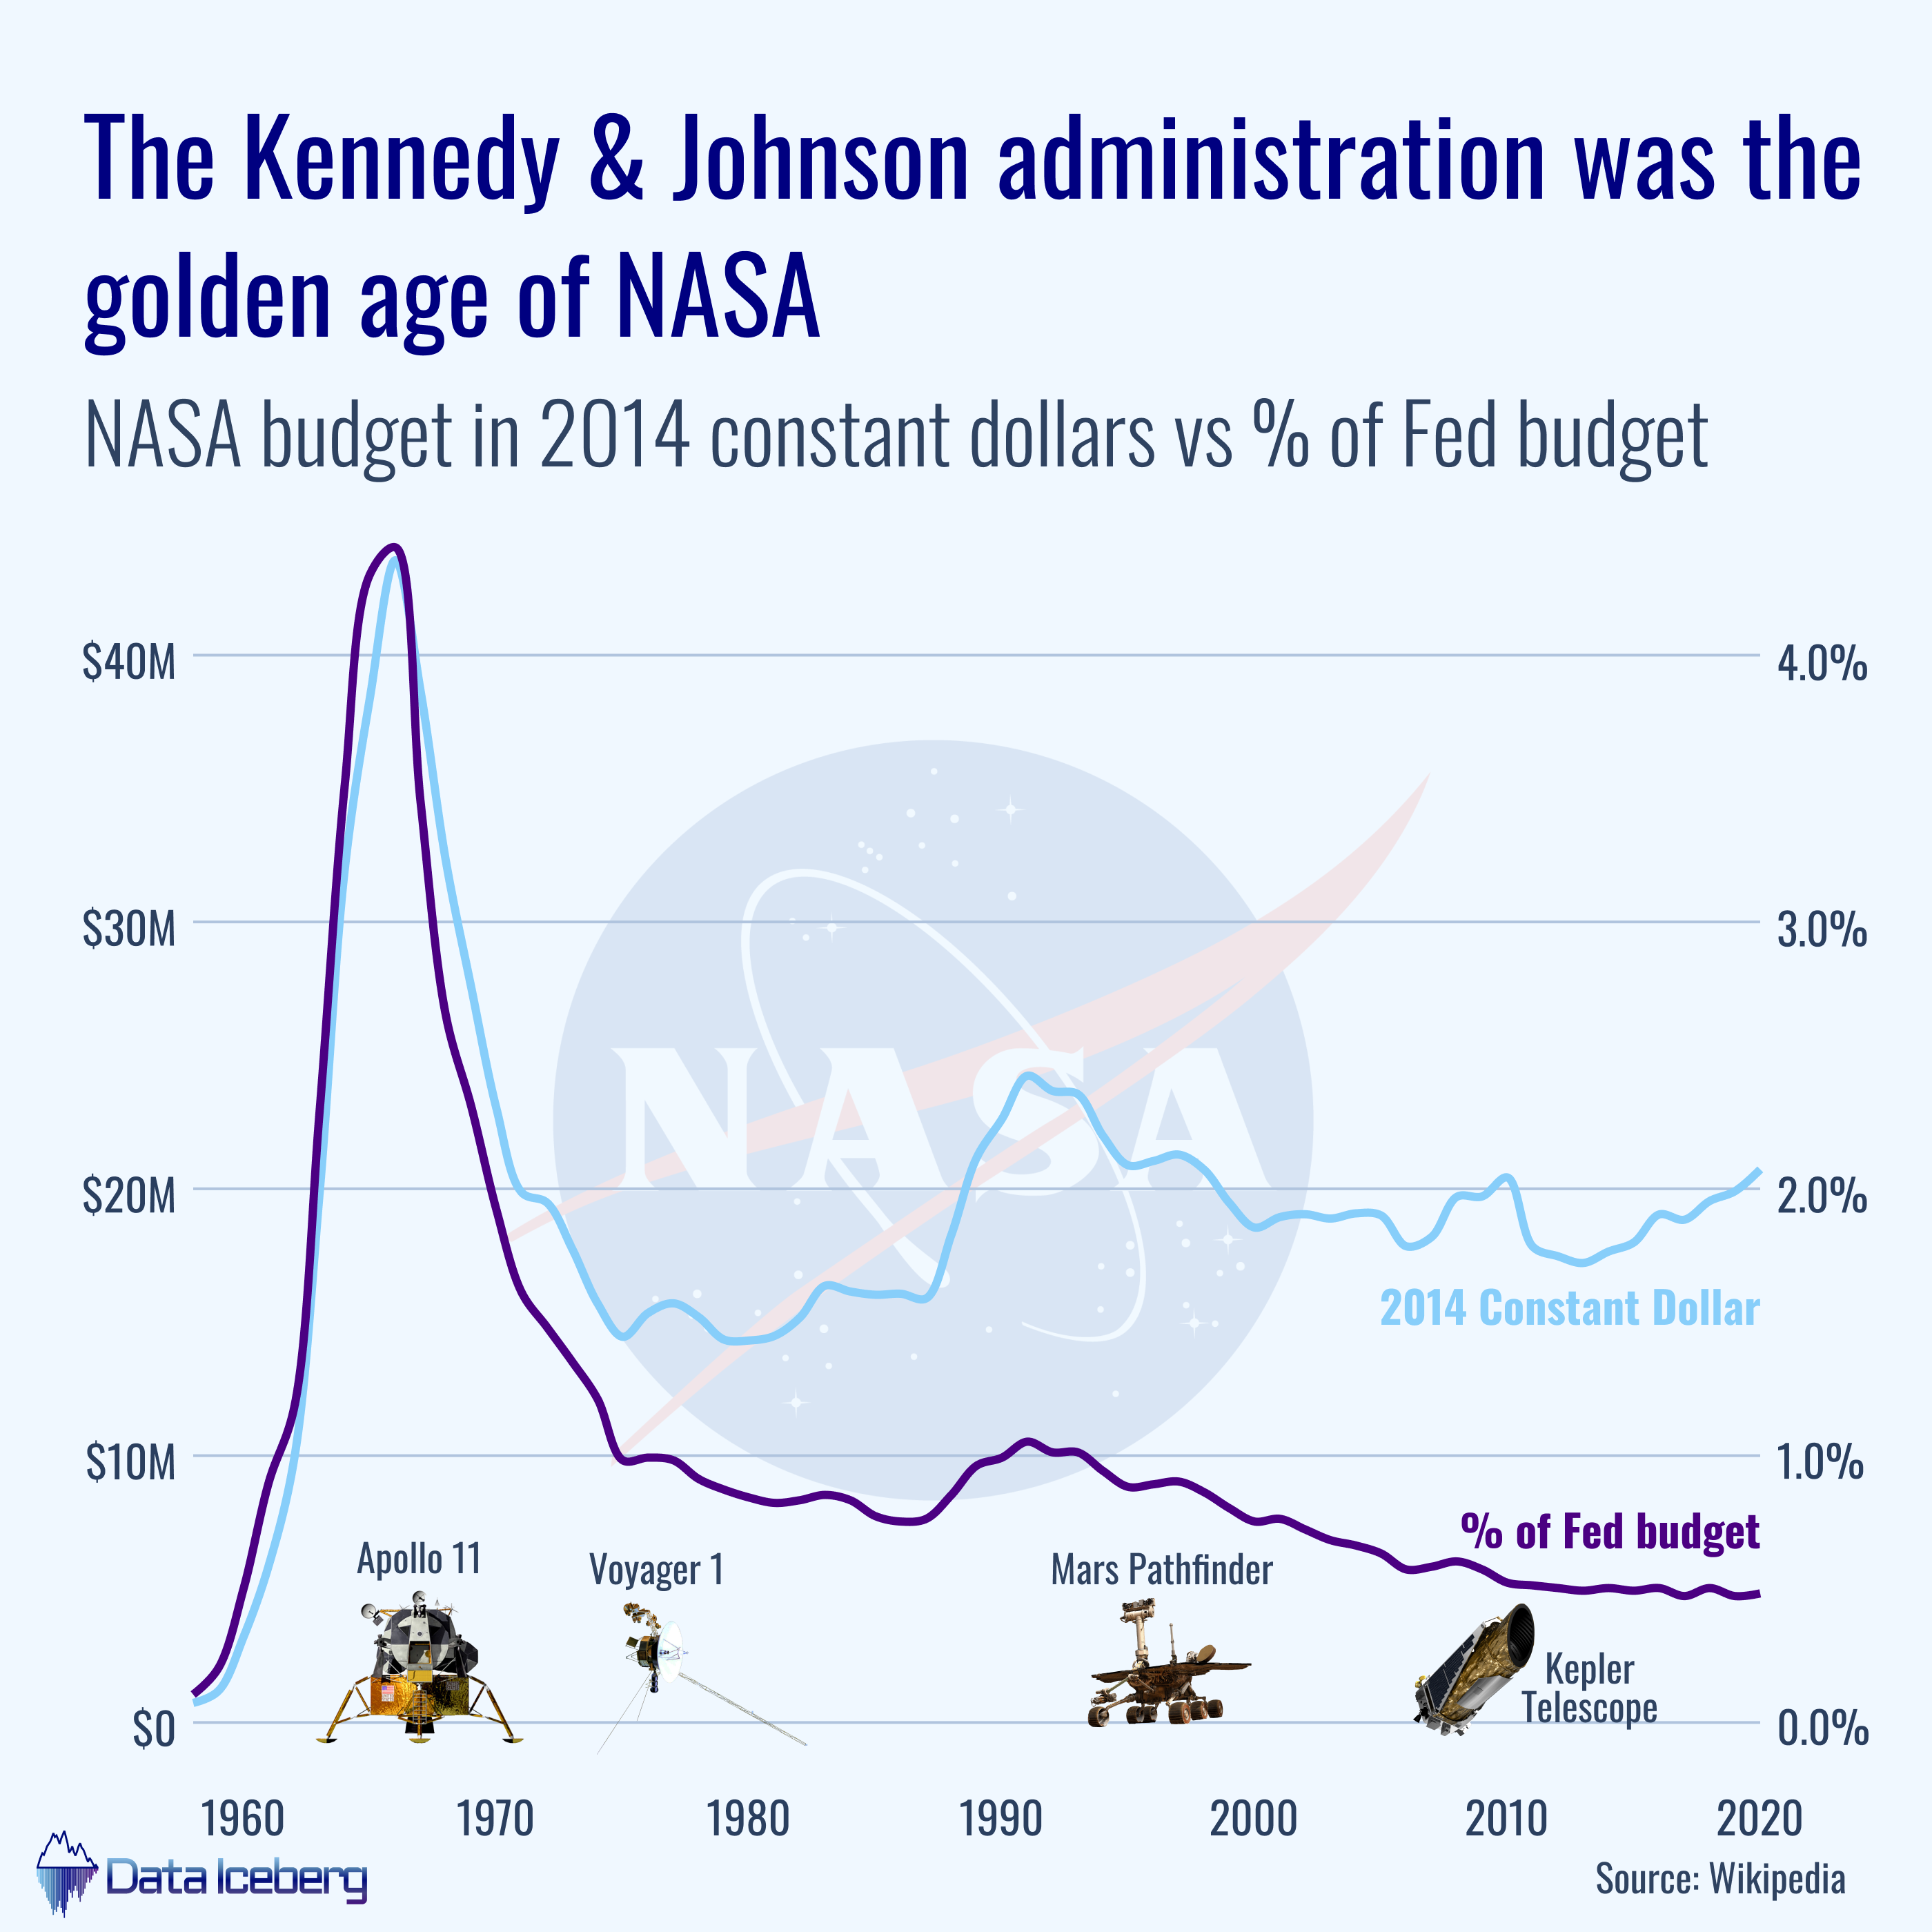 The Kennedy & Johnson administration was the
golden age of NASA
NASA budget in 2014 constant dollars vs % of Fed budget
$40M
4.0%
$30M
3.0%
NASA
$20M
2.0%
2014 Constant Dollar
$10M
1.0%
% of Fed budget
Apollo 11
Voyager 1
Mars Pathfinder
Kepler
Telescope
$0
0.0%
1960
1970
1980
1990
2000
2010
2020
Data Iceberg
Source: Wikipedia